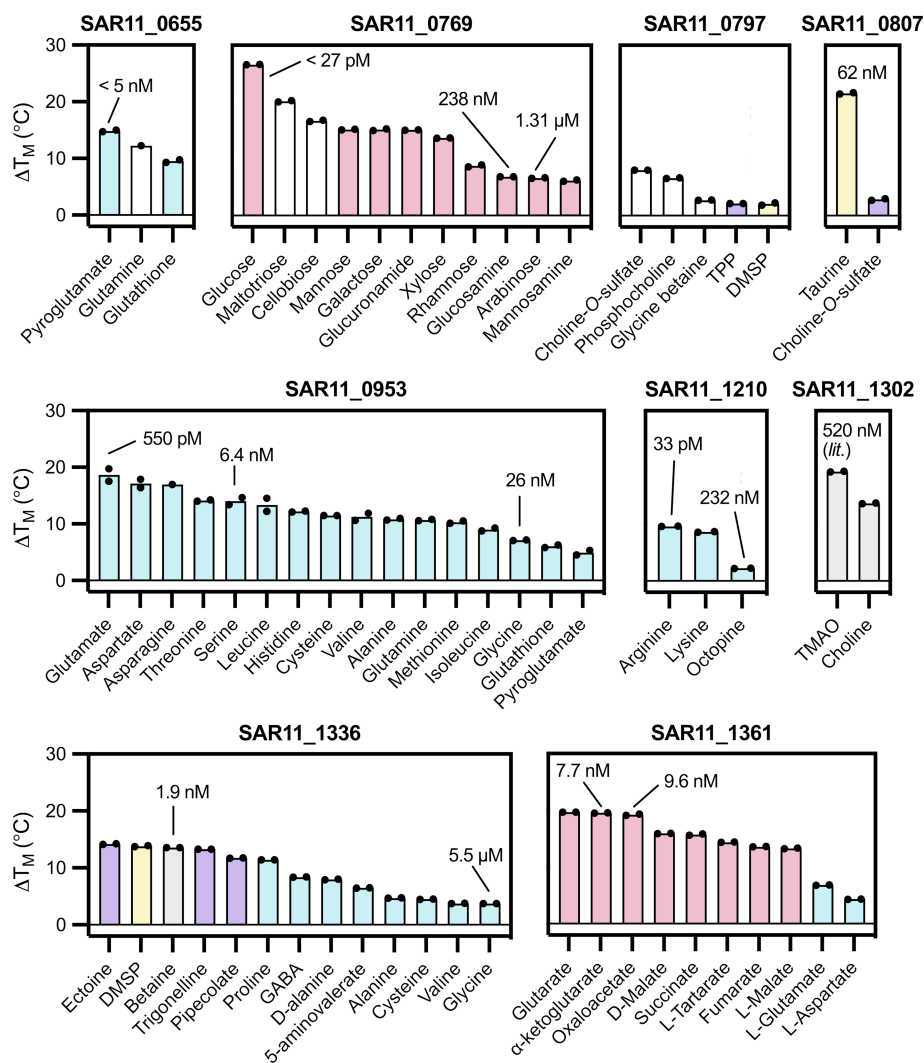 SAR11_0655 SAR11_0769 SAR11_0797 SAR11_0807
30
20
10
0
ΔTM (°C)
< 5 nM
< 27 pM
238 nM
1.31 µM
62 nM
Pyroglutamate
Glutamine
Glutathione
Glucose
Maltotriose
Cellobiose
Mannose
Galactose
Glucuronamide
Xylose
Rhamnose
Glucosamine
Arabinose
Mannosamine
Choline-O-sulfate
Phosphocholine
Glycine betaine
TPP
DMSP
Taurine
Choline-O-sulfate
SAR11_0953 SAR11_1210 SAR11_1302
30
20
10
0
ΔTM (°C)
550 pM
6.4 nM
26 nM
33 pM
232 nM
520 nM
(lit.)
Glutamate
Aspartate
Asparagine
Threonine
Serine
Leucine
Histidine
Cysteine
Valine
Alanine
Glutamine
Methionine
Isoleucine
Glycine
Glutathione
Pyroglutamate
Arginine
Lysine
Octopine
TMAO
Choline
SAR11_1336 SAR11_1361
30
20
10
0
ΔTM (°C)
1.9 nM
5.5 µM
7.7 nM
9.6 nM
Ectoine
DMSP
Betaine
Trigonelline
Pipecolate
Proline
GABA
D-alanine
5-aminovalerate
Alanine
Cysteine
Valine
Glycine
Glutarate
α-ketoglutarate
Oxaloacetate
D-Malate
Succinate
L-Tartarate
Fumarate
L-Malate
L-Glutamate
L-Aspartate